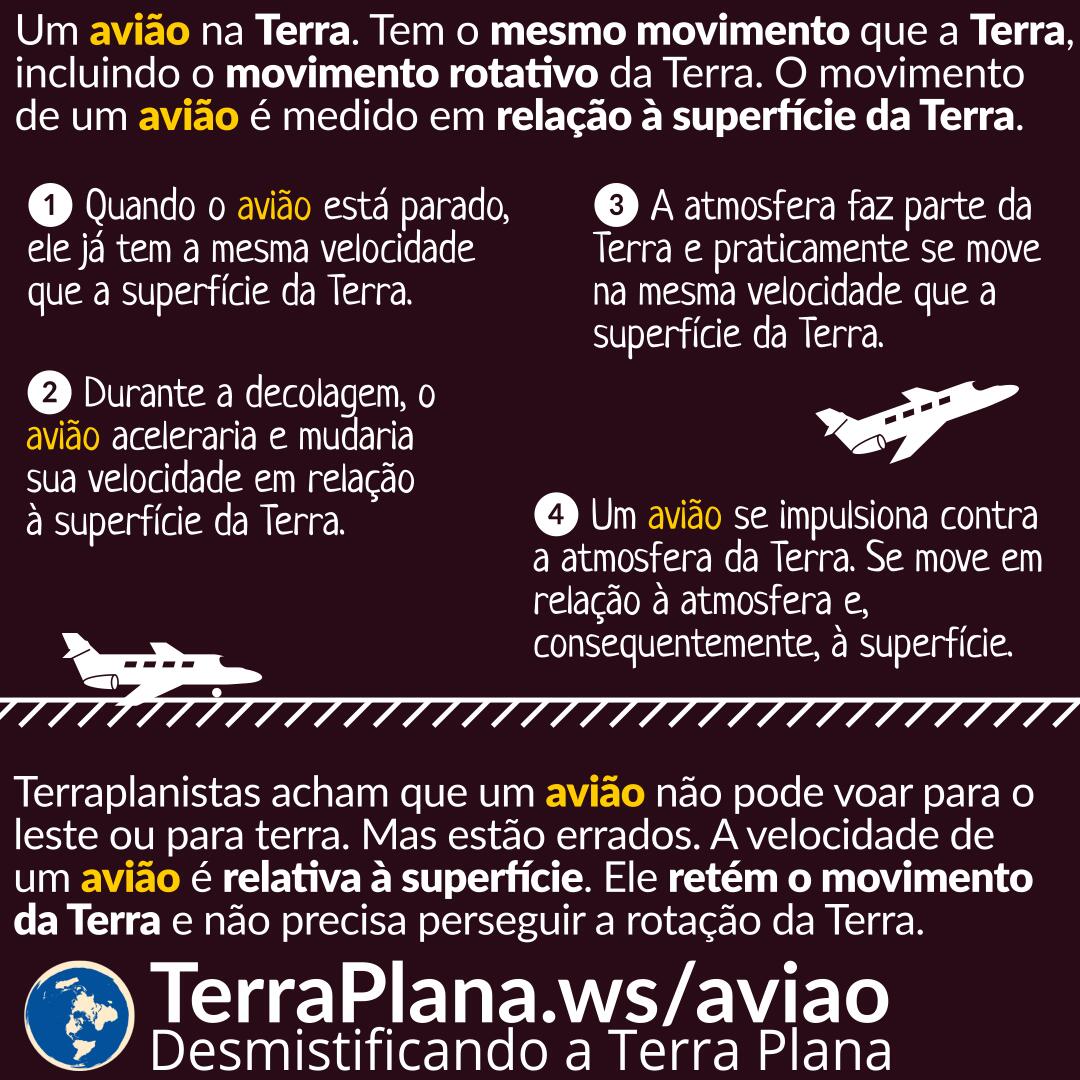 Um avião na Terra. Tem o mesmo movimento que a Terra,
incluindo o movimento rotativo da Terra. O movimento
de um avião é medido em relação à superfície da Terra.
1 Quando o avião está parado,
ele já tem a mesma velocidade
que a superfície da Terra.
2 Durante a decolagem, o
avião aceleraria e mudaria
sua velocidade em relação
à superfície da Terra.
3 A atmosfera faz parte da
Terra e praticamente se move
na mesma velocidade que a
superfície da Terra.
4 Um avião se impulsiona contra
a atmosfera da Terra. Se move em
relação à atmosfera e,
consequentemente, à superfície.
Terraplanistas acham que um avião não pode voar para o
leste ou para terra. Mas estão errados. A velocidade de
um avião é relativa à superfície. Ele retém o movimento
da Terra e não precisa perseguir a rotação da Terra.
TerraPlana.ws/aviao
Desmistificando a Terra Plana